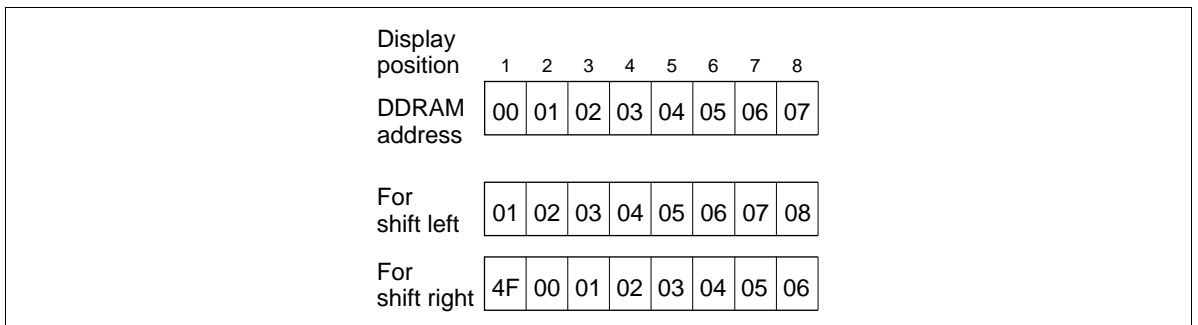 Display
position 1 2 3 4 5 6 7 8
DDRAM
address 00 01 02 03 04 05 06 07
For
shift left 01 02 03 04 05 06 07 08
For
shift right 4F 00 01 02 03 04 05 06